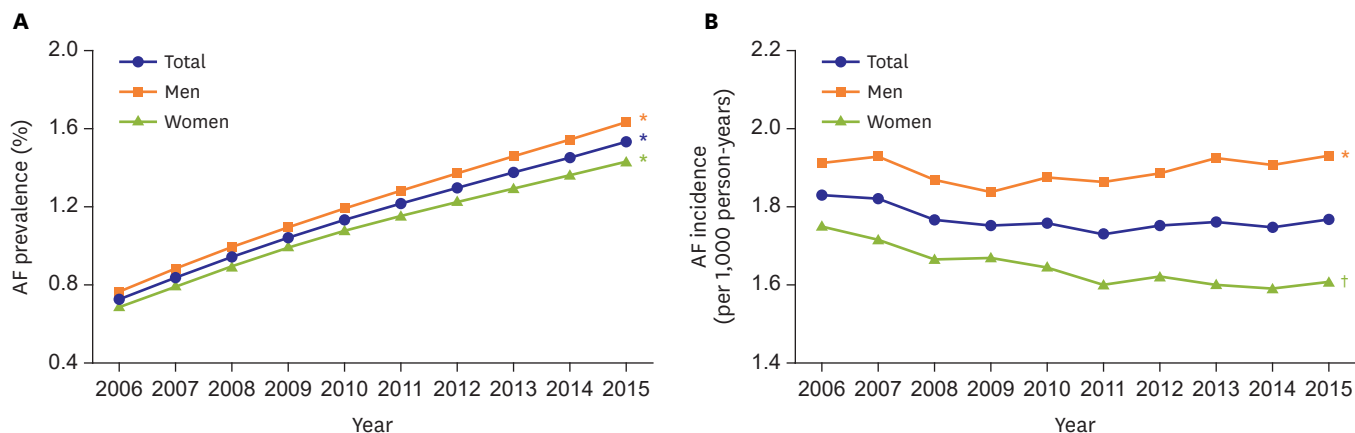 A
AF prevalence (%)
2.0
1.6
1.2
0.8
0.4
Total
Men
Women
*
*
*
2006 2007 2008 2009 2010 2011 2012 2013 2014 2015
Year
B
AF incidence
(per 1,000 person-years)
2.2
2.0
1.8
1.6
1.4
Total
Men
Women
*
†
2006 2007 2008 2009 2010 2011 2012 2013 2014 2015
Year